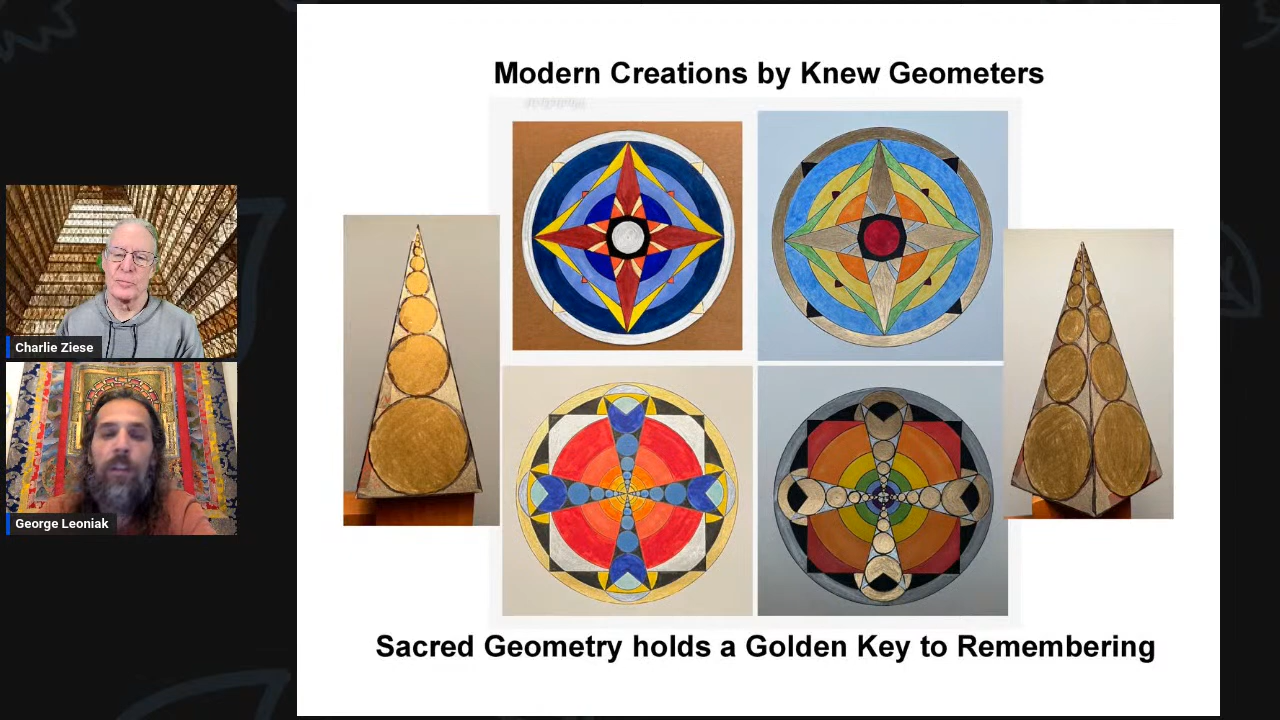 Modern Creations by Knew Geometers
Charlie Ziese
George Leoniak
Sacred Geometry holds a Golden Key to Remembering